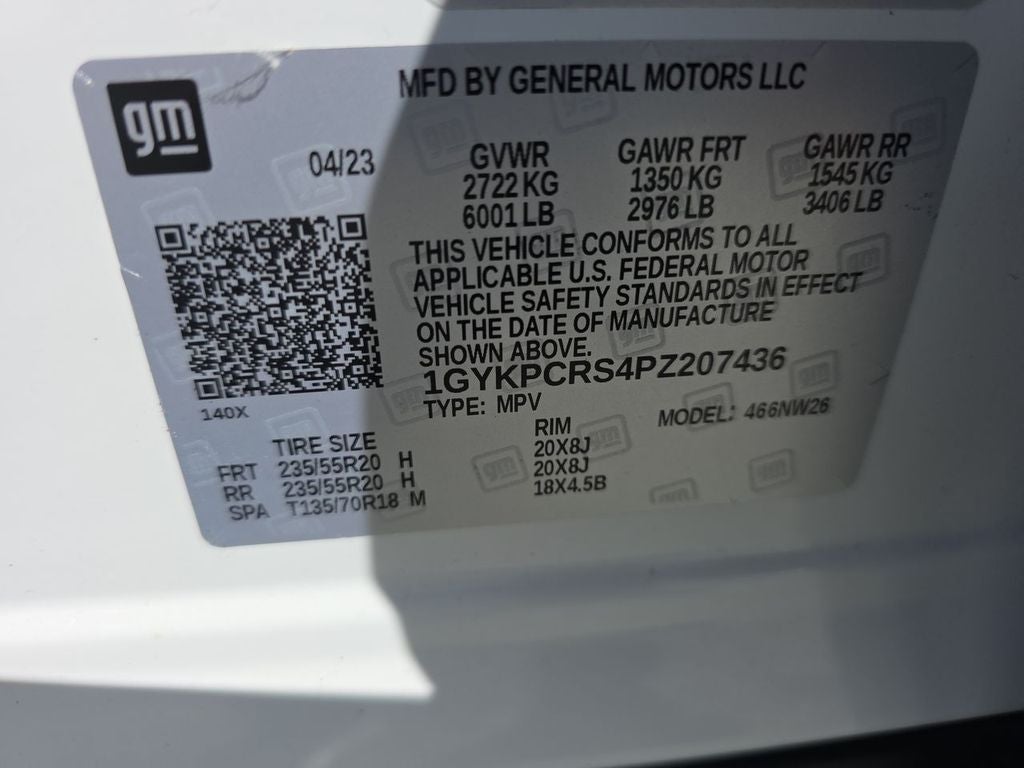 gm
MFD BY GENERAL MOTORS LLC
04/23
GVWR
2722 KG
6001 LB
GAWR FRT
1350 KG
2976 LB
GAWR RR
1545 KG
3406 LB
THIS VEHICLE CONFORMS TO ALL
APPLICABLE U.S. FEDERAL MOTOR
VEHICLE SAFETY STANDARDS IN EFFECT
ON THE DATE OF MANUFACTURE
SHOWN ABOVE.
1GYKPCRS4PZ207436
TYPE: MPV MODEL: 466NW26
140X
TIRE SIZE RIM
FRT 235/55R20 H 20X8J
RR 235/55R20 H 20X8J
SPA T135/70R18 M 18X4.5B